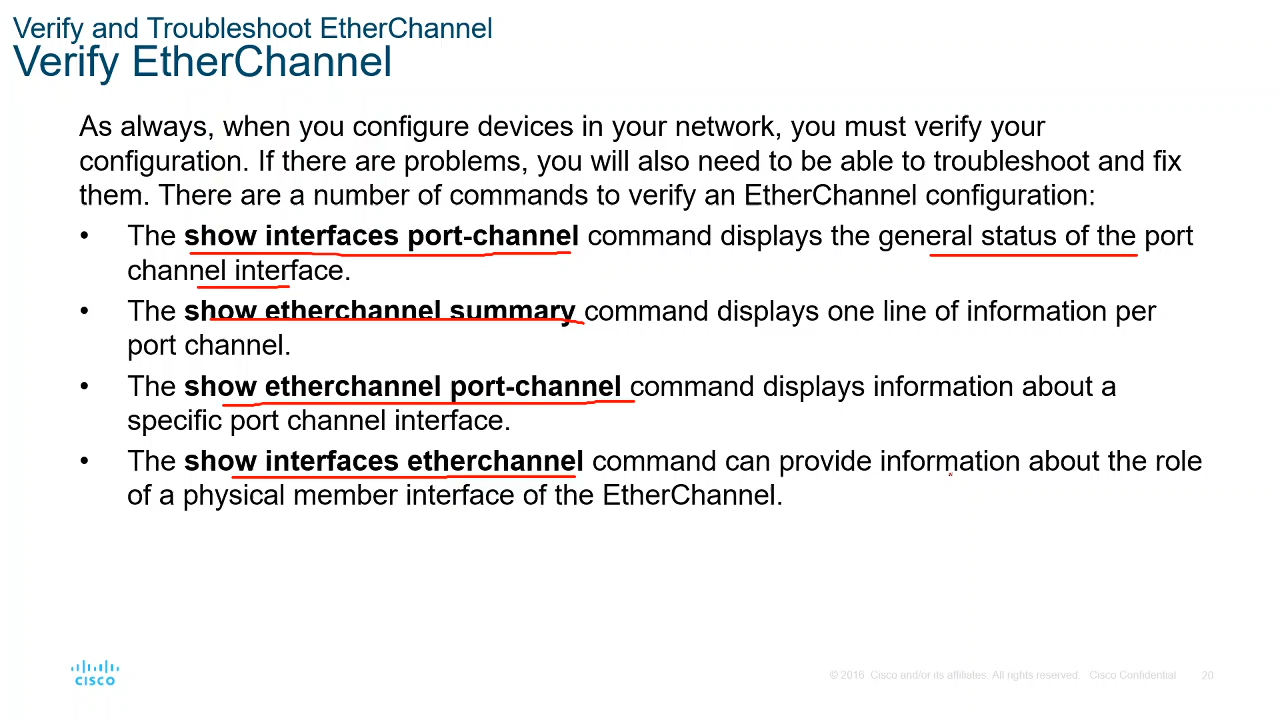 Verify and Troubleshoot EtherChannel
Verify EtherChannel
As always, when you configure devices in your network, you must verify your
configuration. If there are problems, you will also need to be able to troubleshoot and fix
them. There are a number of commands to verify an EtherChannel configuration:
• The show interfaces port-channel command displays the general status of the port
channel interface.
• The show etherchannel summary command displays one line of information per
port channel.
• The show etherchannel port-channel command displays information about a
specific port channel interface.
• The show interfaces etherchannel command can provide information about the role
of a physical member interface of the EtherChannel.
CISCO
© 2016 Cisco and/or its affiliates. All rights reserved. Cisco Confidential 20